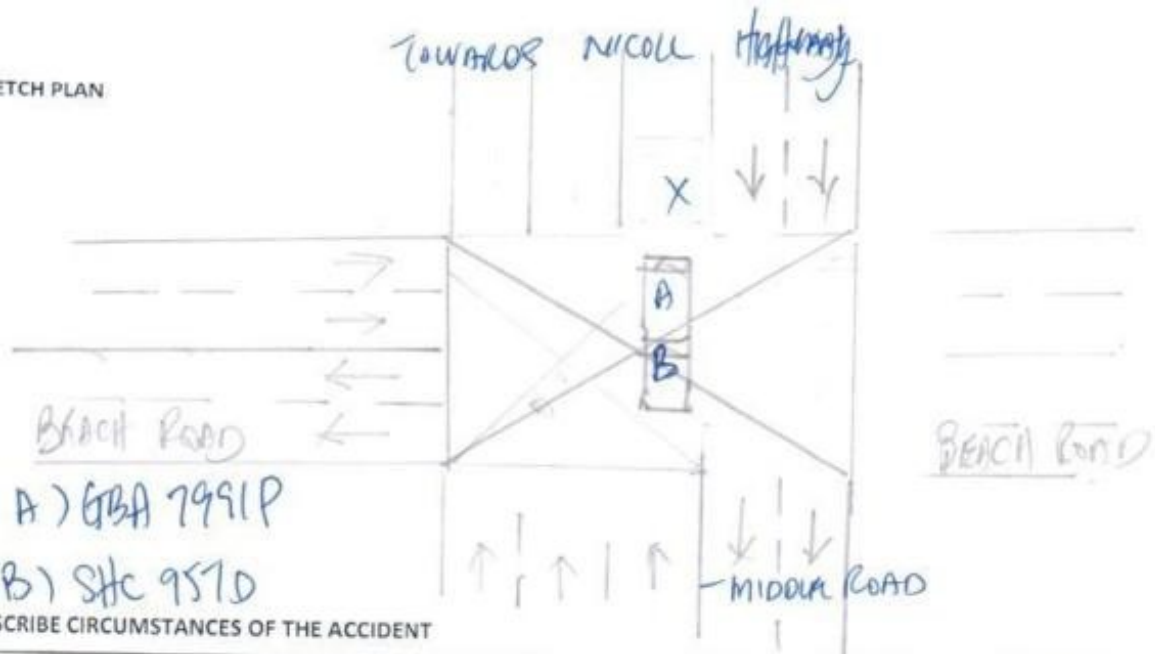 TOWARDS NICOLL HIGHWAY
ETCH PLAN
X
A
B
BEACH ROAD
BEACH ROAD
A) GBA 7991P
B) SHC 957D
MIDDLE ROAD
SCRIBE CIRCUMSTANCES OF THE ACCIDENT